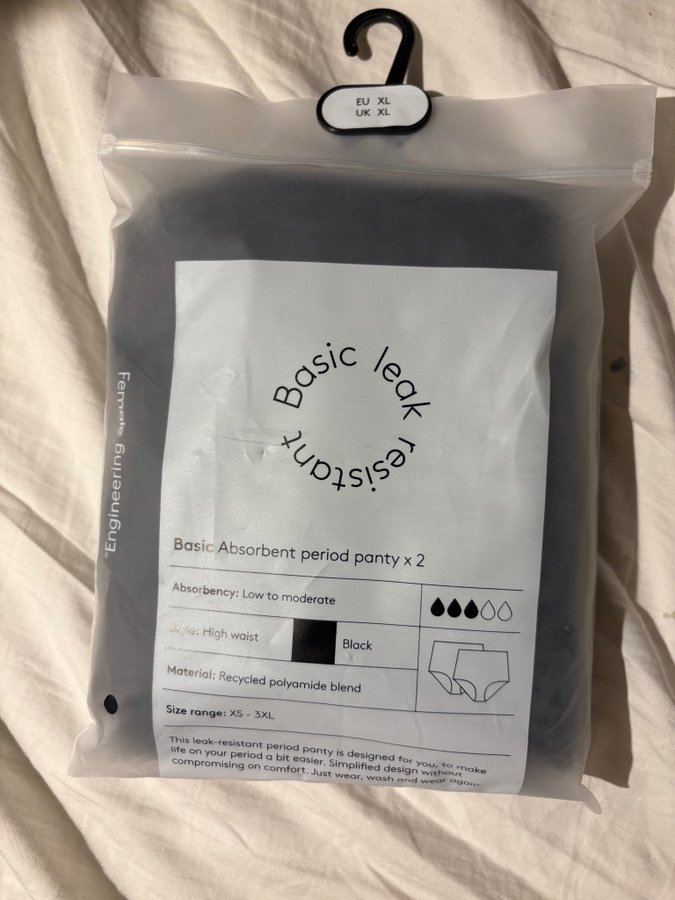 EU XL
UK XL
Basic leak resistant
"Engineering
Basic Absorbent period panty x 2
Absorbency: Low to moderate
Style: High waist
Black
Material: Recycled polyamide blend
Size range: XS - 3XL
This leak-resistant period panty is designed for you, to make
life on your period a bit easier. Simplified design without
compromising on comfort. Just wear, wash and wear again.